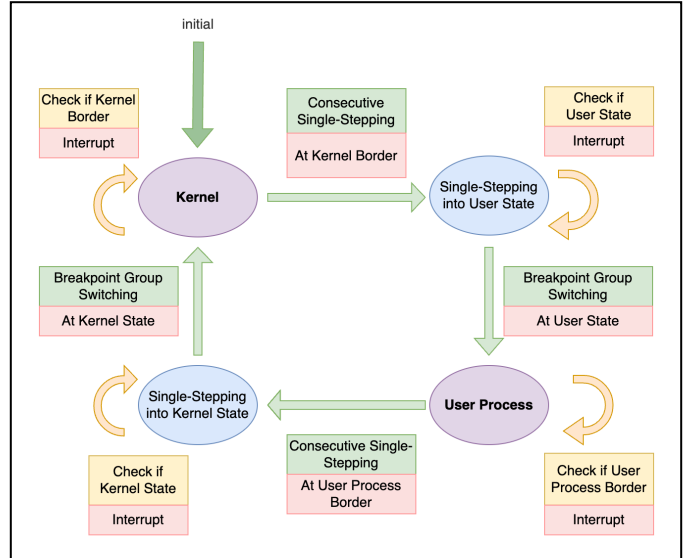 initial
Check if Kernel
Border
Interrupt
Consecutive
Single-Stepping
At Kernel Border
Check if
User State
Interrupt
Kernel
Single-Stepping
into User State
Breakpoint Group
Switching
At Kernel State
Breakpoint Group
Switching
At User State
Single-Stepping
into Kernel State
User Process
Consecutive Single-
Stepping
At User Process
Border
Check if
Kernel State
Interrupt
Check if User
Process Border
Interrupt